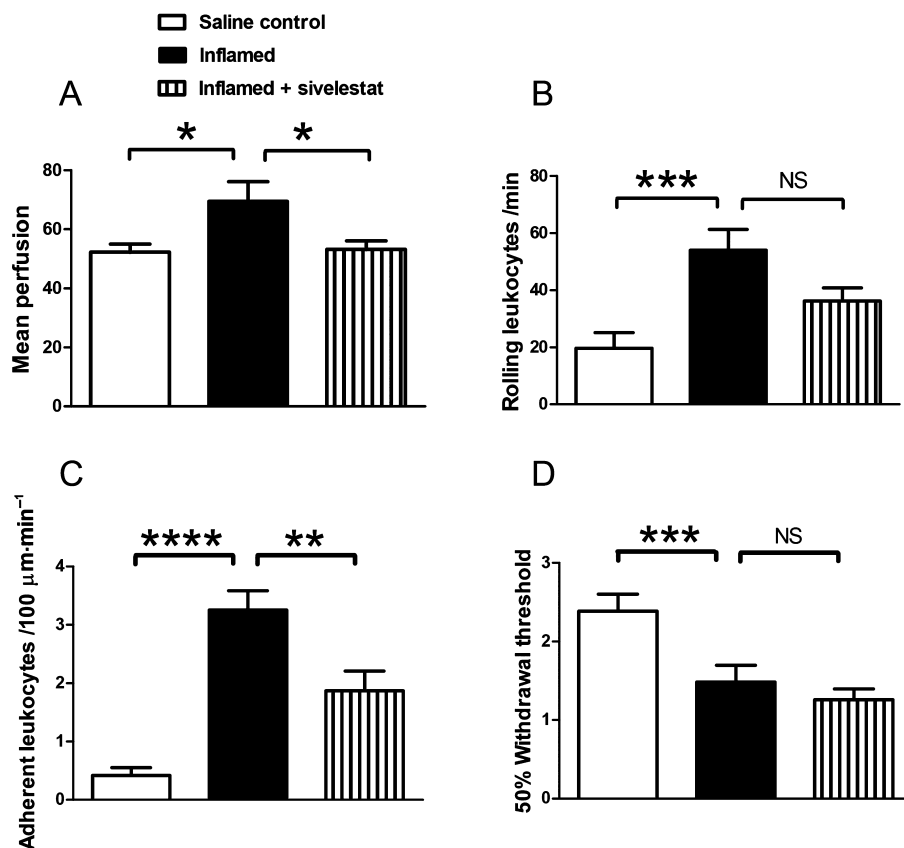 Saline control
Inflamed
Inflamed + sivelestat
A
*
*
Mean perfusion
80
60
40
20
0
B
***
NS
Rolling leukocytes /min
80
60
40
20
0
C
****
**
Adherent leukocytes /100 µm·min⁻¹
4
3
2
1
0
D
***
NS
50% Withdrawal threshold
3
2
1
0